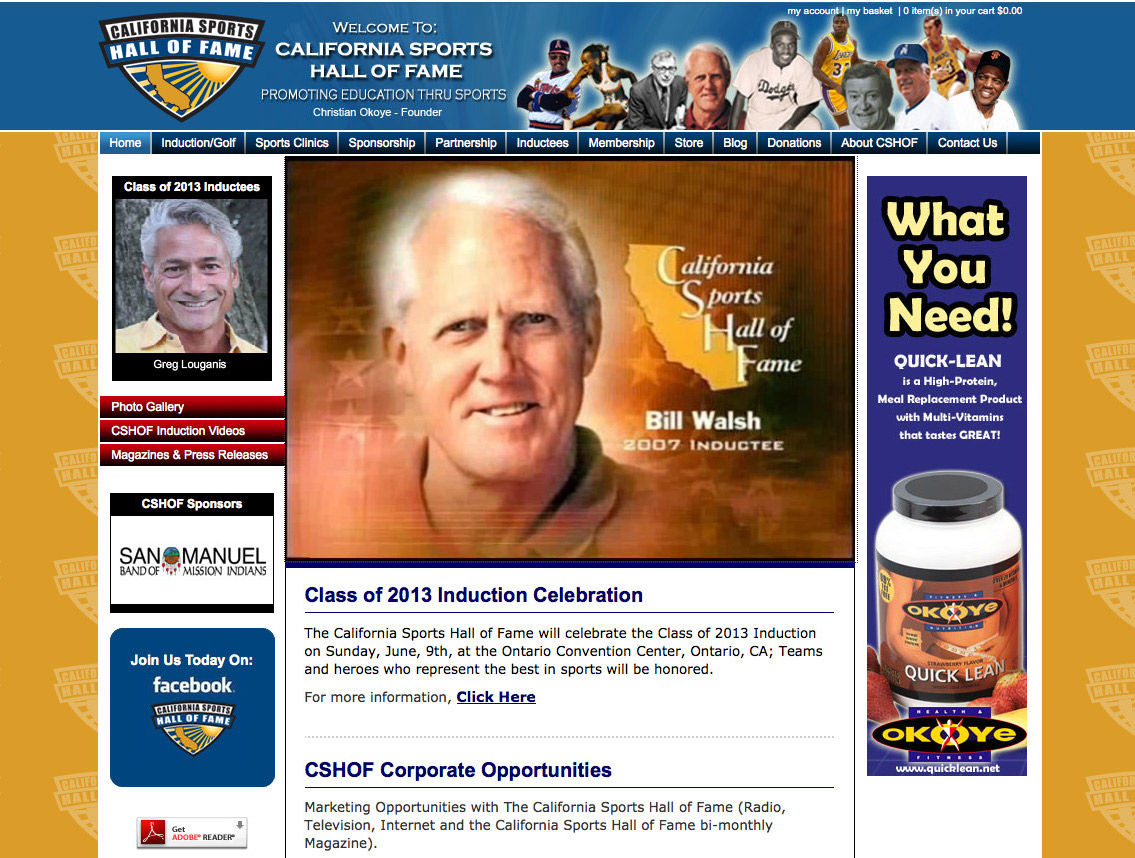 my account | my basket | 0 item(s) in your cart $0.00
CALIFORNIA SPORTS
HALL OF FAME
WELCOME TO:
CALIFORNIA SPORTS
HALL OF FAME
PROMOTING EDUCATION THRU SPORTS
Christian Okoye - Founder
Home
Induction/Golf
Sports Clinics
Sponsorship
Partnership
Inductees
Membership
Store
Blog
Donations
About CSHOF
Contact Us
Class of 2013 Inductees
Greg Louganis
Photo Gallery
CSHOF Induction Videos
Magazines & Press Releases
CSHOF Sponsors
SAN MANUEL
BAND OF MISSION INDIANS
Join Us Today On:
facebook
CALIFORNIA SPORTS
HALL OF FAME
Get
ADOBE® READER®
California
Sports
Hall of
Fame
Bill Walsh
2007 INDUCTEE
Class of 2013 Induction Celebration
The California Sports Hall of Fame will celebrate the Class of 2013 Induction
on Sunday, June, 9th, at the Ontario Convention Center, Ontario, CA; Teams
and heroes who represent the best in sports will be honored.
For more information, Click Here
CSHOF Corporate Opportunities
Marketing Opportunities with The California Sports Hall of Fame (Radio,
Television, Internet and the California Sports Hall of Fame bi-monthly
Magazine).
What
You
Need!
QUICK-LEAN
is a High-Protein,
Meal Replacement Product
with Multi-Vitamins
that tastes GREAT!
FITNESS &
OKOYE
NUTRITION
STRAWBERRY FLAVOR
QUICK LEAN
HEALTH &
OKOYE
FITNESS
www.quicklean.net